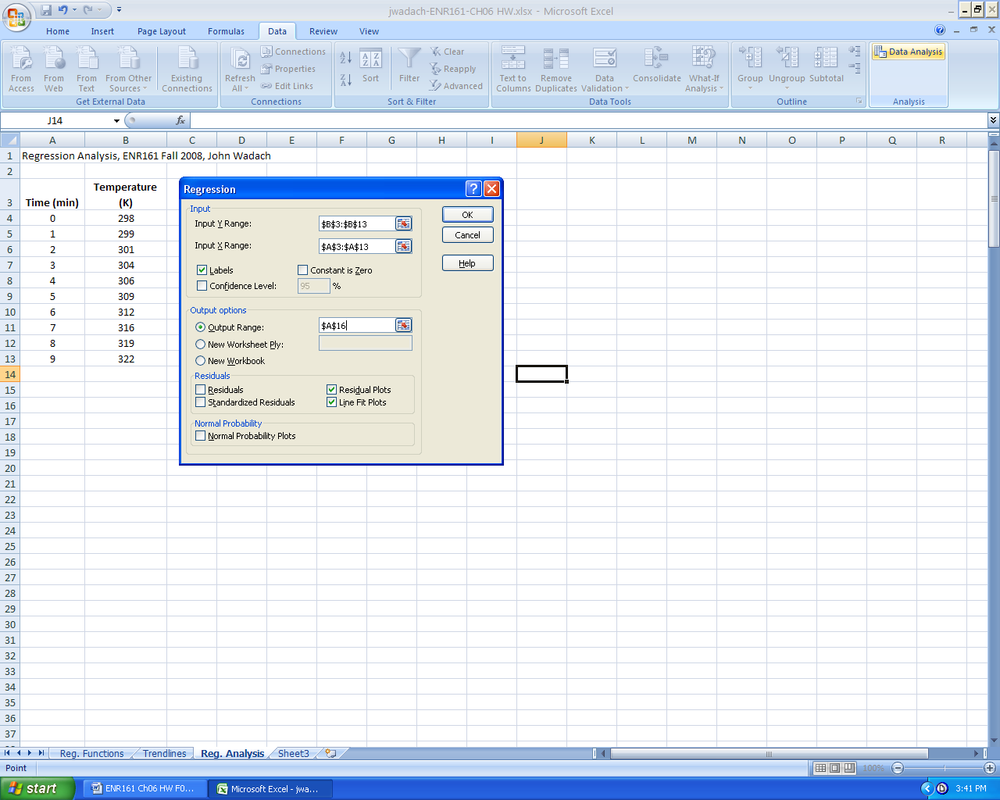 jwadach-ENR161-CH06 HW.xlsx - Microsoft Excel
Home Insert Page Layout Formulas Data Review View
From Access
From Web
From Text
From Other Sources
Existing Connections
Get External Data
Refresh All
Connections
Properties
Edit Links
Connections
Sort
Filter
Clear
Reapply
Advanced
Sort & Filter
Text to Columns
Remove Duplicates
Data Validation
Consolidate
What-If Analysis
Data Tools
Group
Ungroup
Subtotal
Outline
Data Analysis
Analysis
J14 fx
A B C D E F G H I J K L M N O P Q R
1 Regression Analysis, ENR161 Fall 2008, John Wadach
2
3 Time (min) Temperature (K)
4 0 298
5 1 299
6 2 301
7 3 304
8 4 306
9 5 309
10 6 312
11 7 316
12 8 319
13 9 322
14
15
16
17
18
19
20
21
22
23
24
25
26
27
28
29
30
31
32
33
34
35
36
37
Regression
Input
Input Y Range: $B$3:$B$13
Input X Range: $A$3:$A$13
Labels Constant is Zero
Confidence Level: 95 %
OK
Cancel
Help
Output options
Output Range: $A$16
New Worksheet Ply:
New Workbook
Residuals
Residuals Residual Plots
Standardized Residuals Line Fit Plots
Normal Probability
Normal Probability Plots
Reg. Functions Trendlines Reg. Analysis Sheet3
Point 100%
start ENR161 Ch06 HW F0... Microsoft Excel - jwa... 3:41 PM